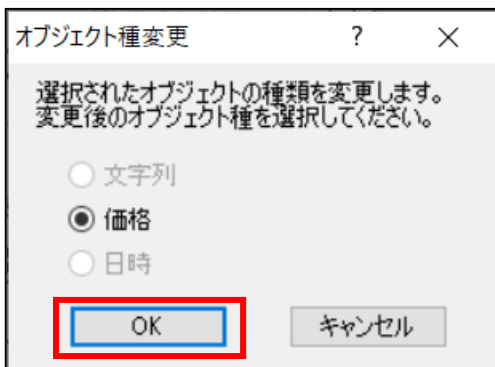 オブジェクト種変更
?
選択されたオブジェクトの種類を変更します。
変更後のオブジェクト種を選択してください。
文字列
価格
日時
OK
キャンセル